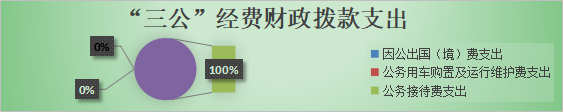 “三公”经费财政拨款支出
0%
0%
100%
因公出国（境）费支出
公务用车购置及运行维护费支出
公务接待费支出